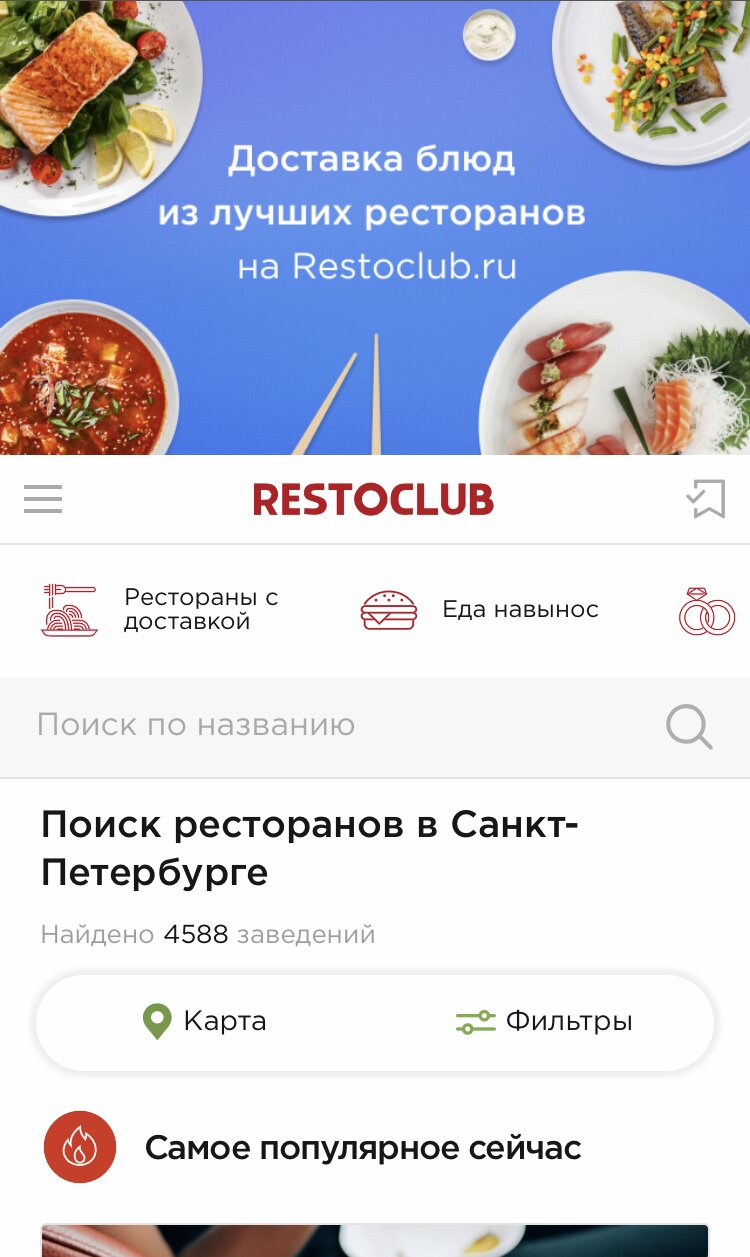 Доставка блюд
из лучших ресторанов
на Restoclub.ru
RESTOCLUB
Рестораны с
доставкой
Еда навынос
Поиск по названию
Поиск ресторанов в Санкт-
Петербурге
Найдено 4588 заведений
Карта
Фильтры
Самое популярное сейчас